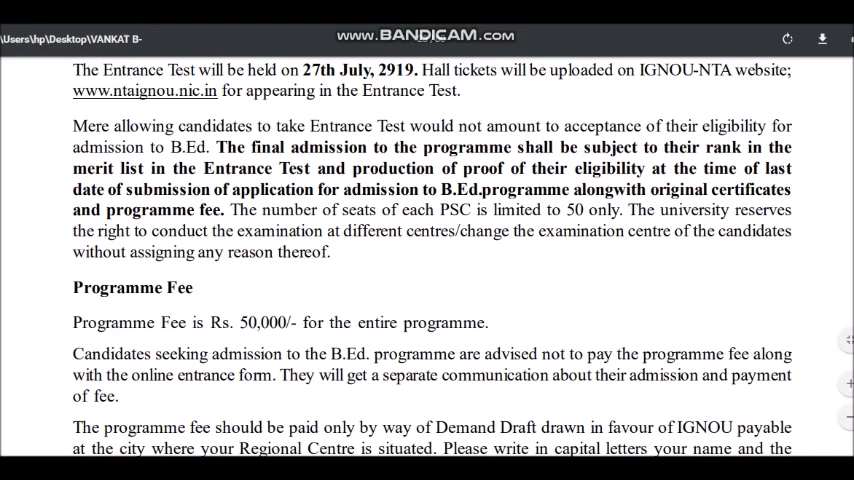 WWW.BANDICAM.COM
\Users\hp\Desktop\VANKAT B-
The Entrance Test will be held on 27th July, 2919. Hall tickets will be uploaded on IGNOU-NTA website;
www.ntaignou.nic.in for appearing in the Entrance Test.
Mere allowing candidates to take Entrance Test would not amount to acceptance of their eligibility for
admission to B.Ed. The final admission to the programme shall be subject to their rank in the
merit list in the Entrance Test and production of proof of their eligibility at the time of last
date of submission of application for admission to B.Ed.programme alongwith original certificates
and programme fee. The number of seats of each PSC is limited to 50 only. The university reserves
the right to conduct the examination at different centres/change the examination centre of the candidates
without assigning any reason thereof.
Programme Fee
Programme Fee is Rs. 50,000/- for the entire programme.
Candidates seeking admission to the B.Ed. programme are advised not to pay the programme fee along
with the online entrance form. They will get a separate communication about their admission and payment
of fee.
The programme fee should be paid only by way of Demand Draft drawn in favour of IGNOU payable
at the city where your Regional Centre is situated. Please write in capital letters your name and the